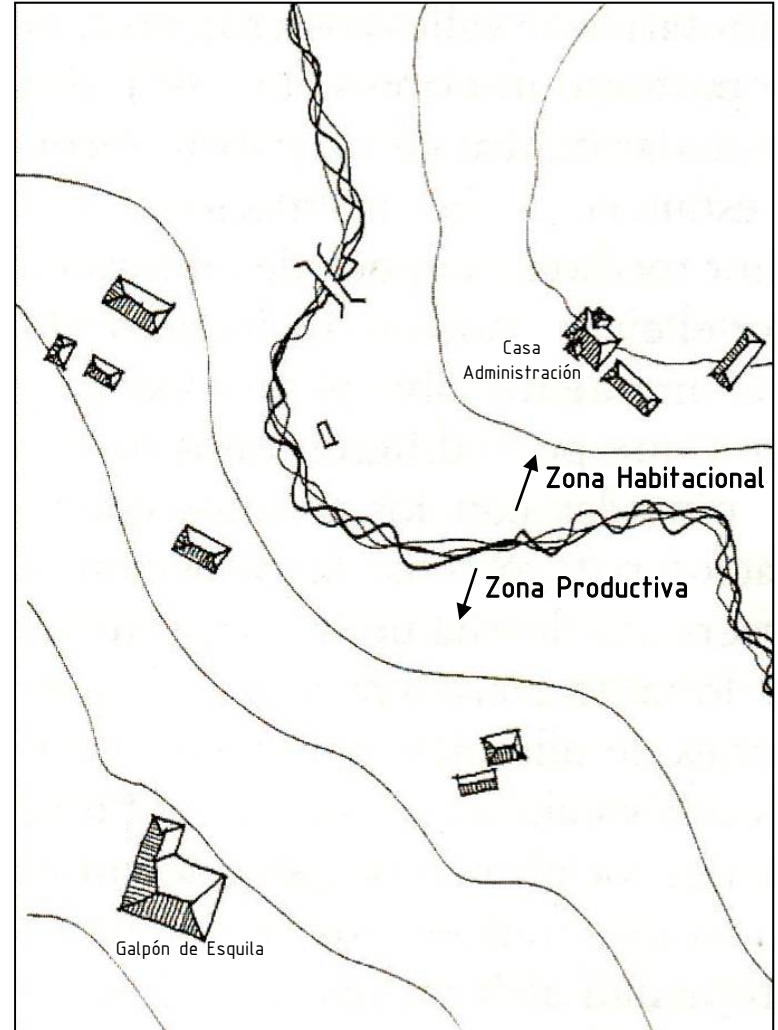 Casa
Administración
Zona Habitacional
Zona Productiva
Galpón de Esquila